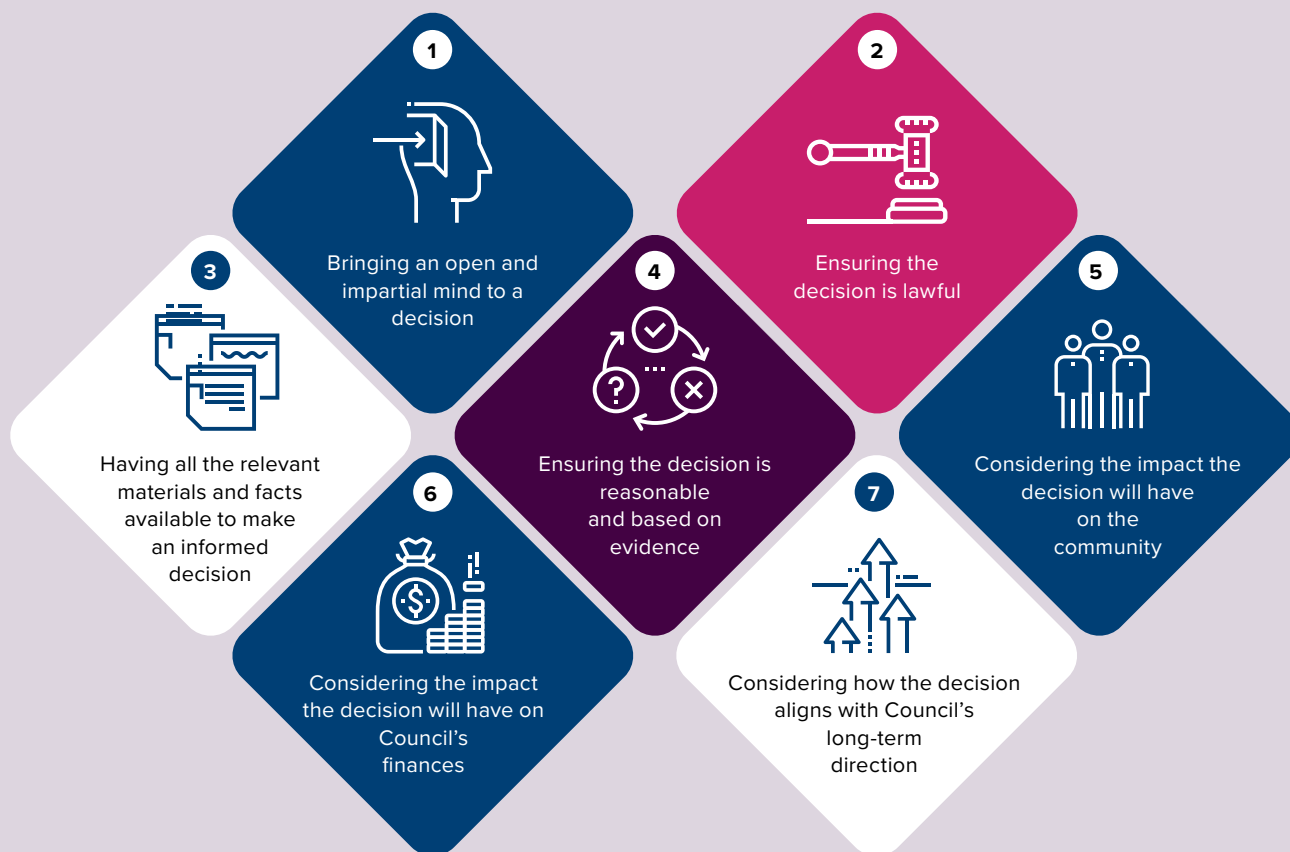 1
Bringing an open and
impartial mind to a
decision
2
Ensuring the
decision is lawful
3
Having all the relevant
materials and facts
available to make
an informed
decision
4
Ensuring the decision is
reasonable
and based on
evidence
5
Considering the impact the
decision will have
on the
community
6
$
Considering the impact
the decision will have on
Council’s
finances
7
Considering how the decision
aligns with Council’s
long-term
direction